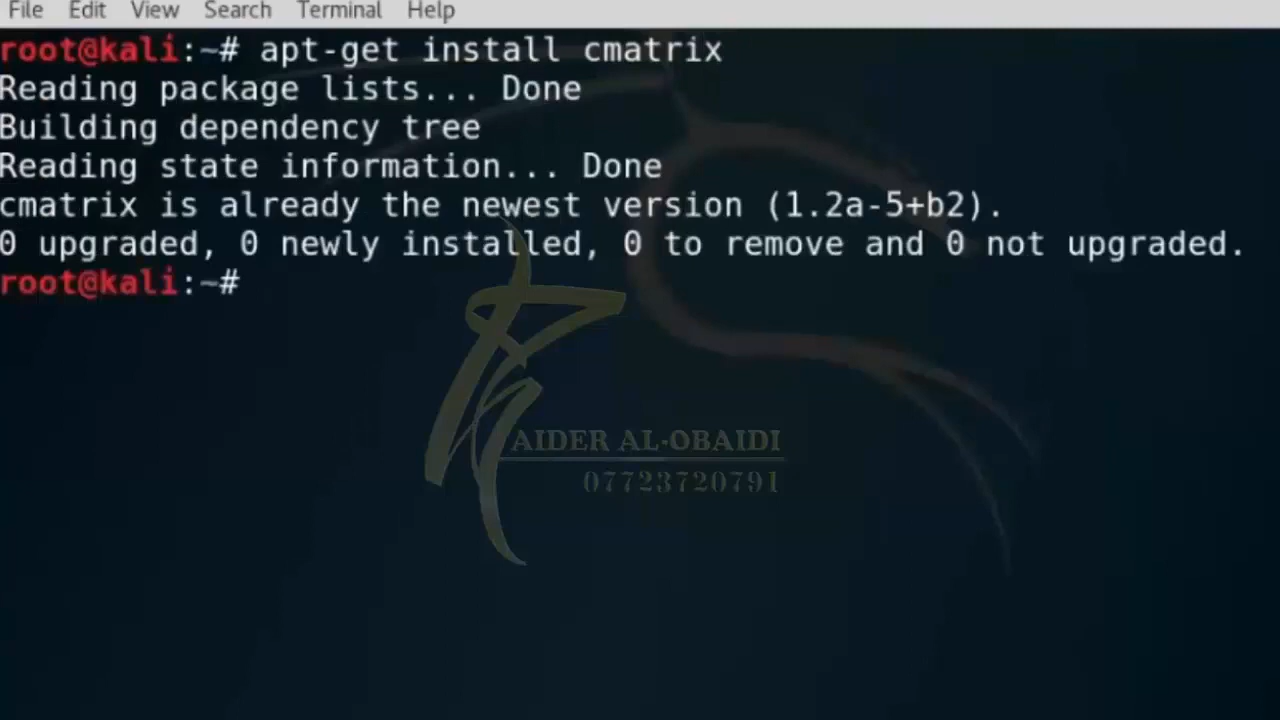 File Edit View Search Terminal Help
root@kali:~# apt-get install cmatrix
Reading package lists... Done
Building dependency tree
Reading state information... Done
cmatrix is already the newest version (1.2a-5+b2).
0 upgraded, 0 newly installed, 0 to remove and 0 not upgraded.
root@kali:~#
AIDER AL-OBAIDI
07723720791